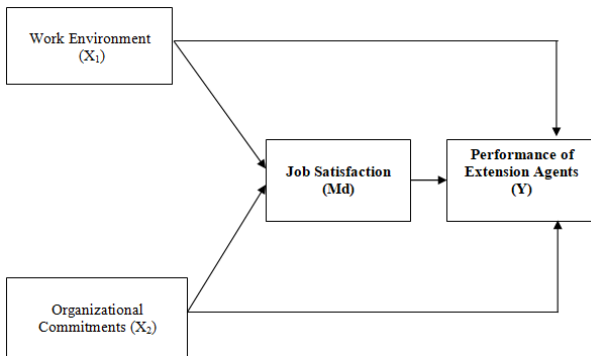 Work Environment
(X₁)
Job Satisfaction
(Md)
Performance of
Extension Agents
(Y)
Organizational
Commitments (X₂)